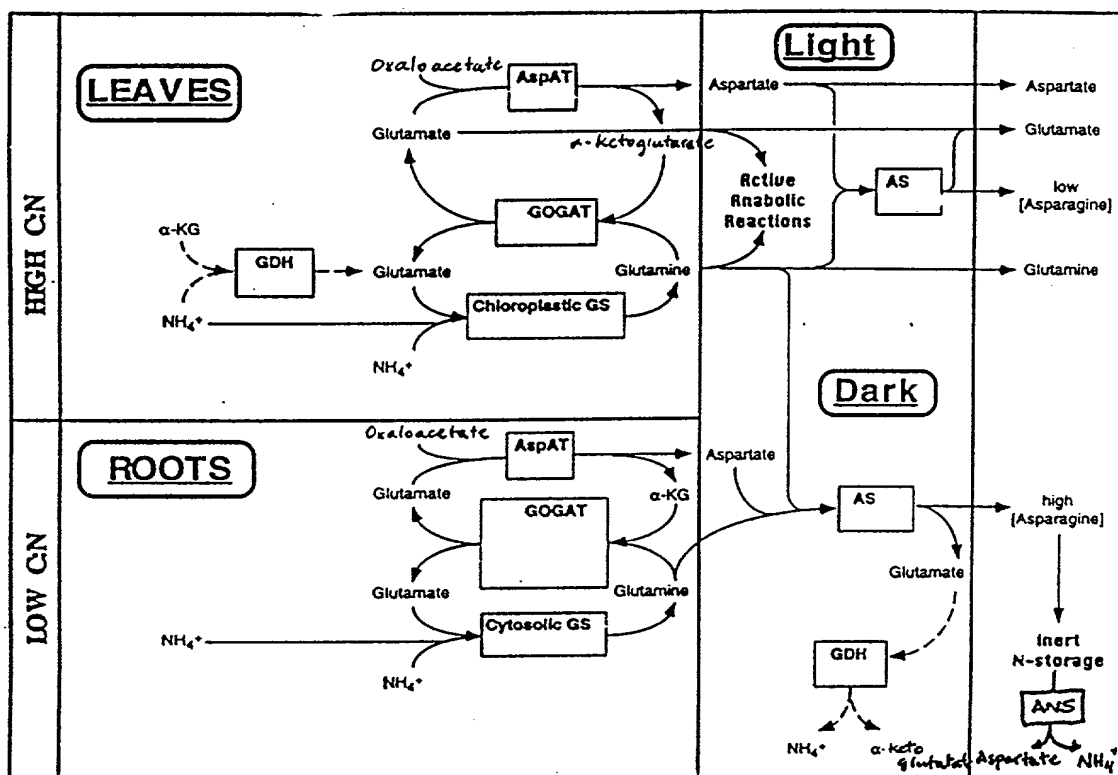 LEAVES
HIGH C:N
Oxaloacetate
AspAT
Glutamate
α-ketoglutarate
GOGAT
α-KG
GDH
Glutamate
Glutamine
Chloroplastic GS
NH₄⁺
NH₄⁺
Light
Aspartate
Aspartate
Glutamate
Active
Anabolic
Reactions
AS
low
[Asparagine]
Glutamine
Dark
ROOTS
LOW C:N
Oxaloacetate
AspAT
Glutamate
α-KG
GOGAT
Glutamate
Glutamine
Cytosolic GS
NH₄⁺
NH₄⁺
Aspartate
AS
high
[Asparagine]
Glutamate
GDH
NH₄⁺
α-keto
Inert
N-storage
ANS
Aspartate
NH₄⁺